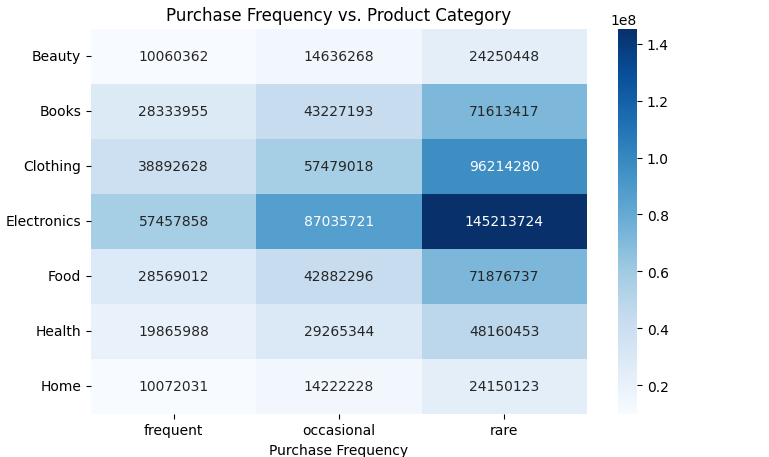 Purchase Frequency vs. Product Category
1e8
Beauty 10060362 14636268 24250448
Books 28333955 43227193 71613417
Clothing 38892628 57479018 96214280
Electronics 57457858 87035721 145213724
Food 28569012 42882296 71876737
Health 19865988 29265344 48160453
Home 10072031 14222228 24150123
frequent occasional rare
Purchase Frequency
1.4
1.2
1.0
0.8
0.6
0.4
0.2